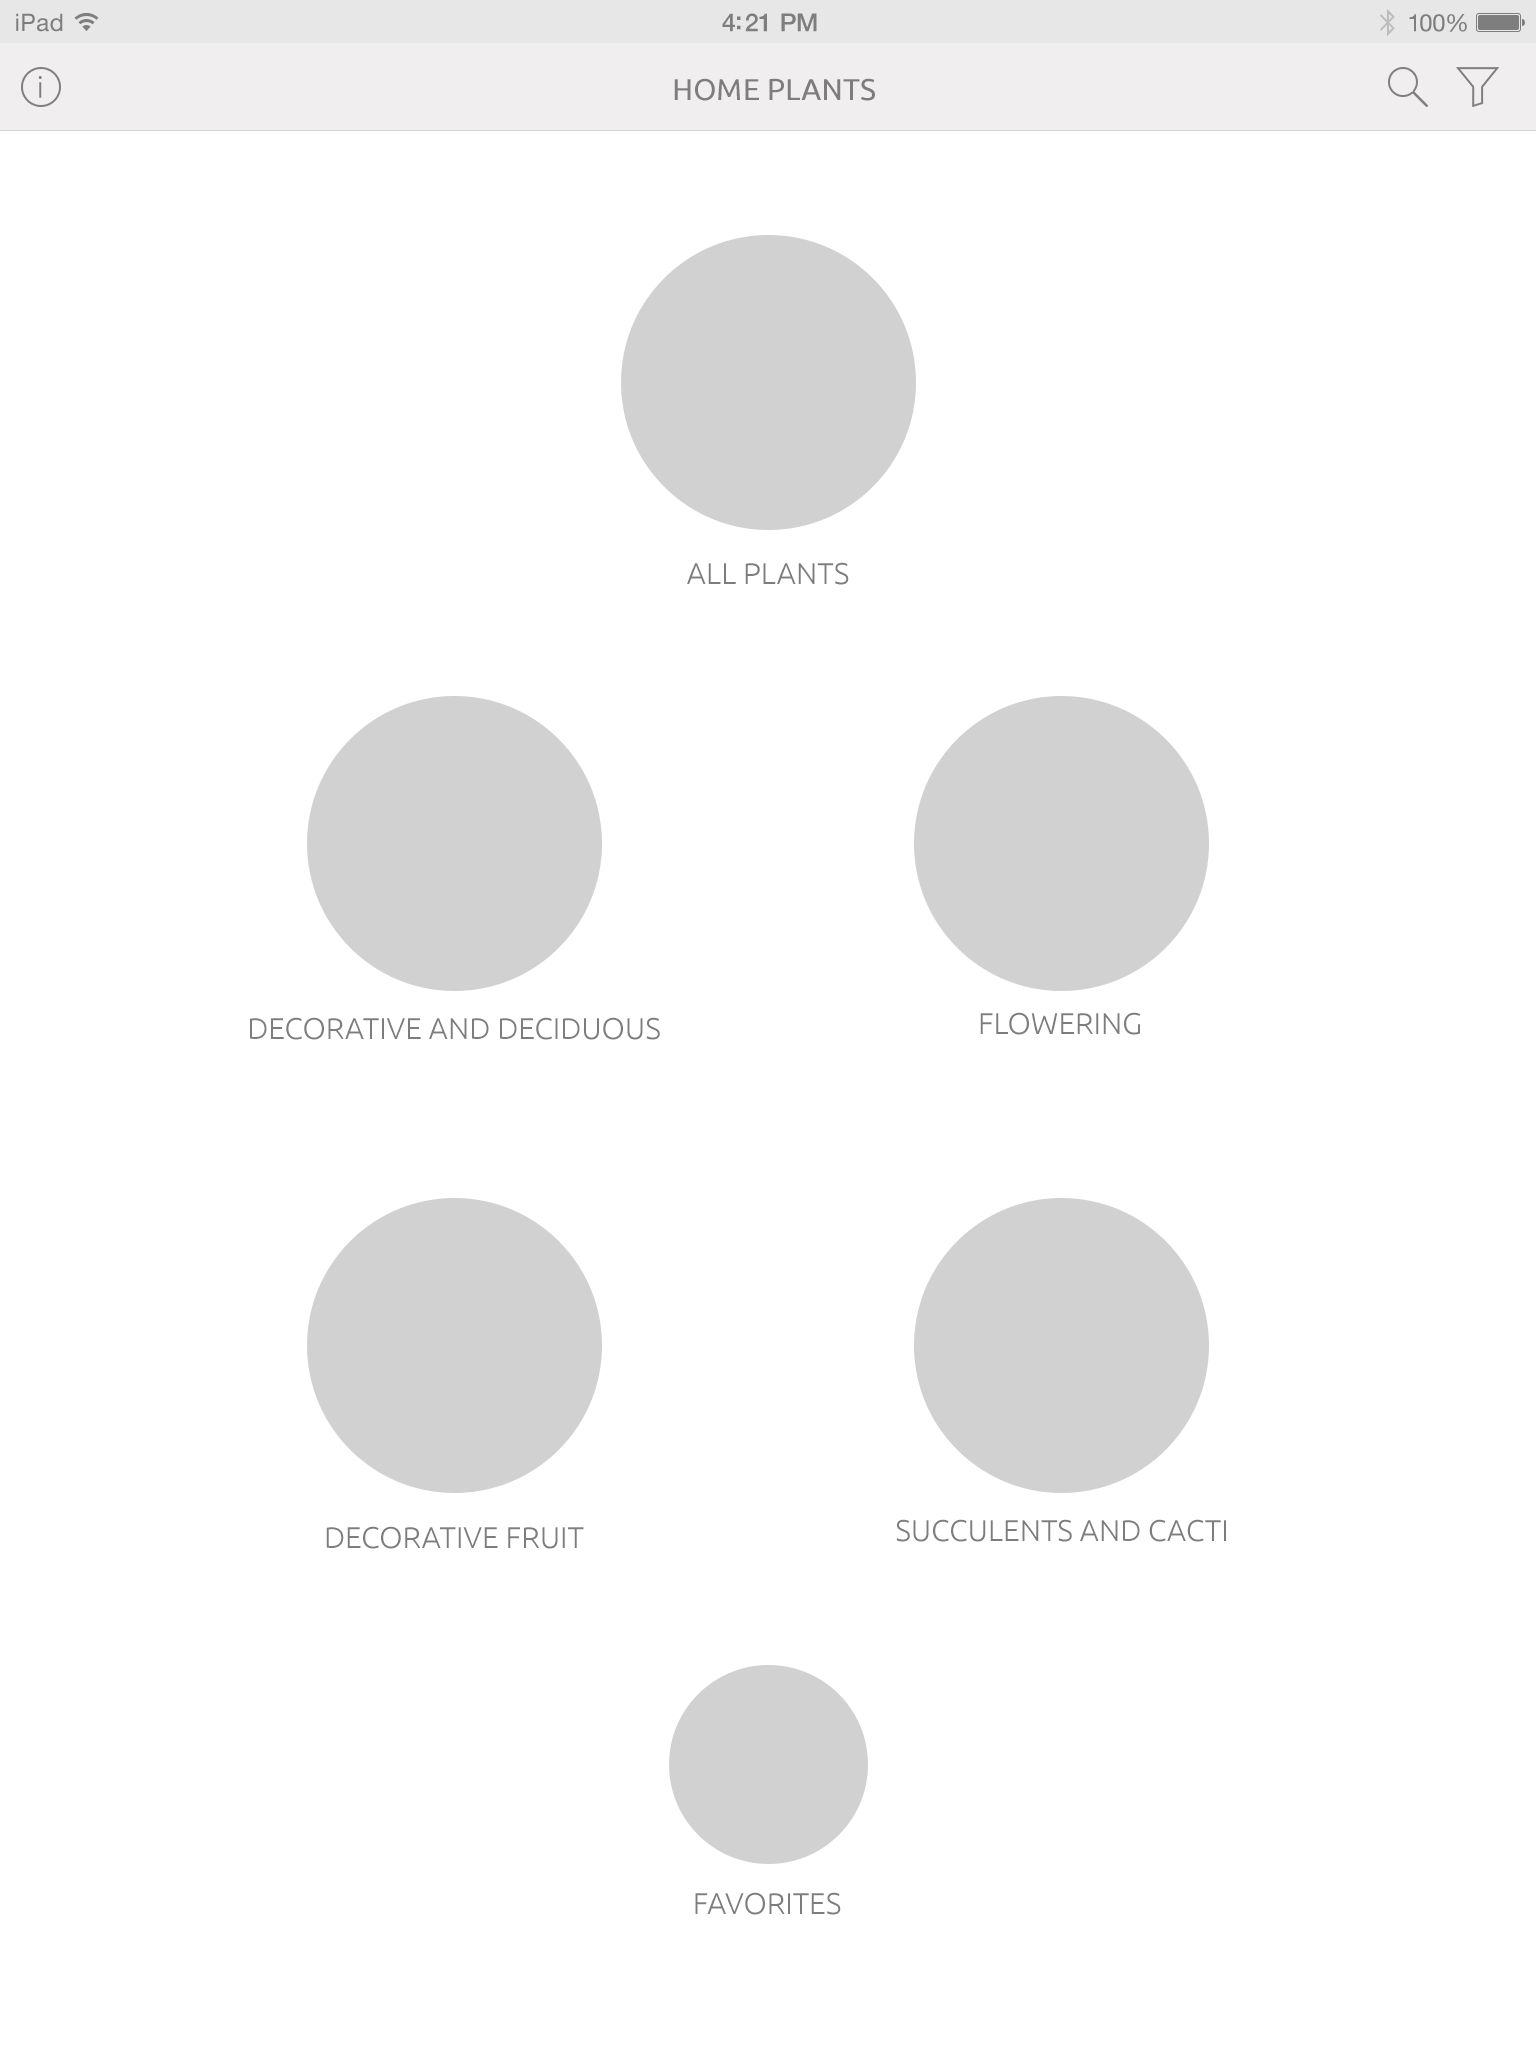 iPad 4:21 PM 100%
i HOME PLANTS
ALL PLANTS
DECORATIVE AND DECIDUOUS
FLOWERING
DECORATIVE FRUIT
SUCCULENTS AND CACTI
FAVORITES